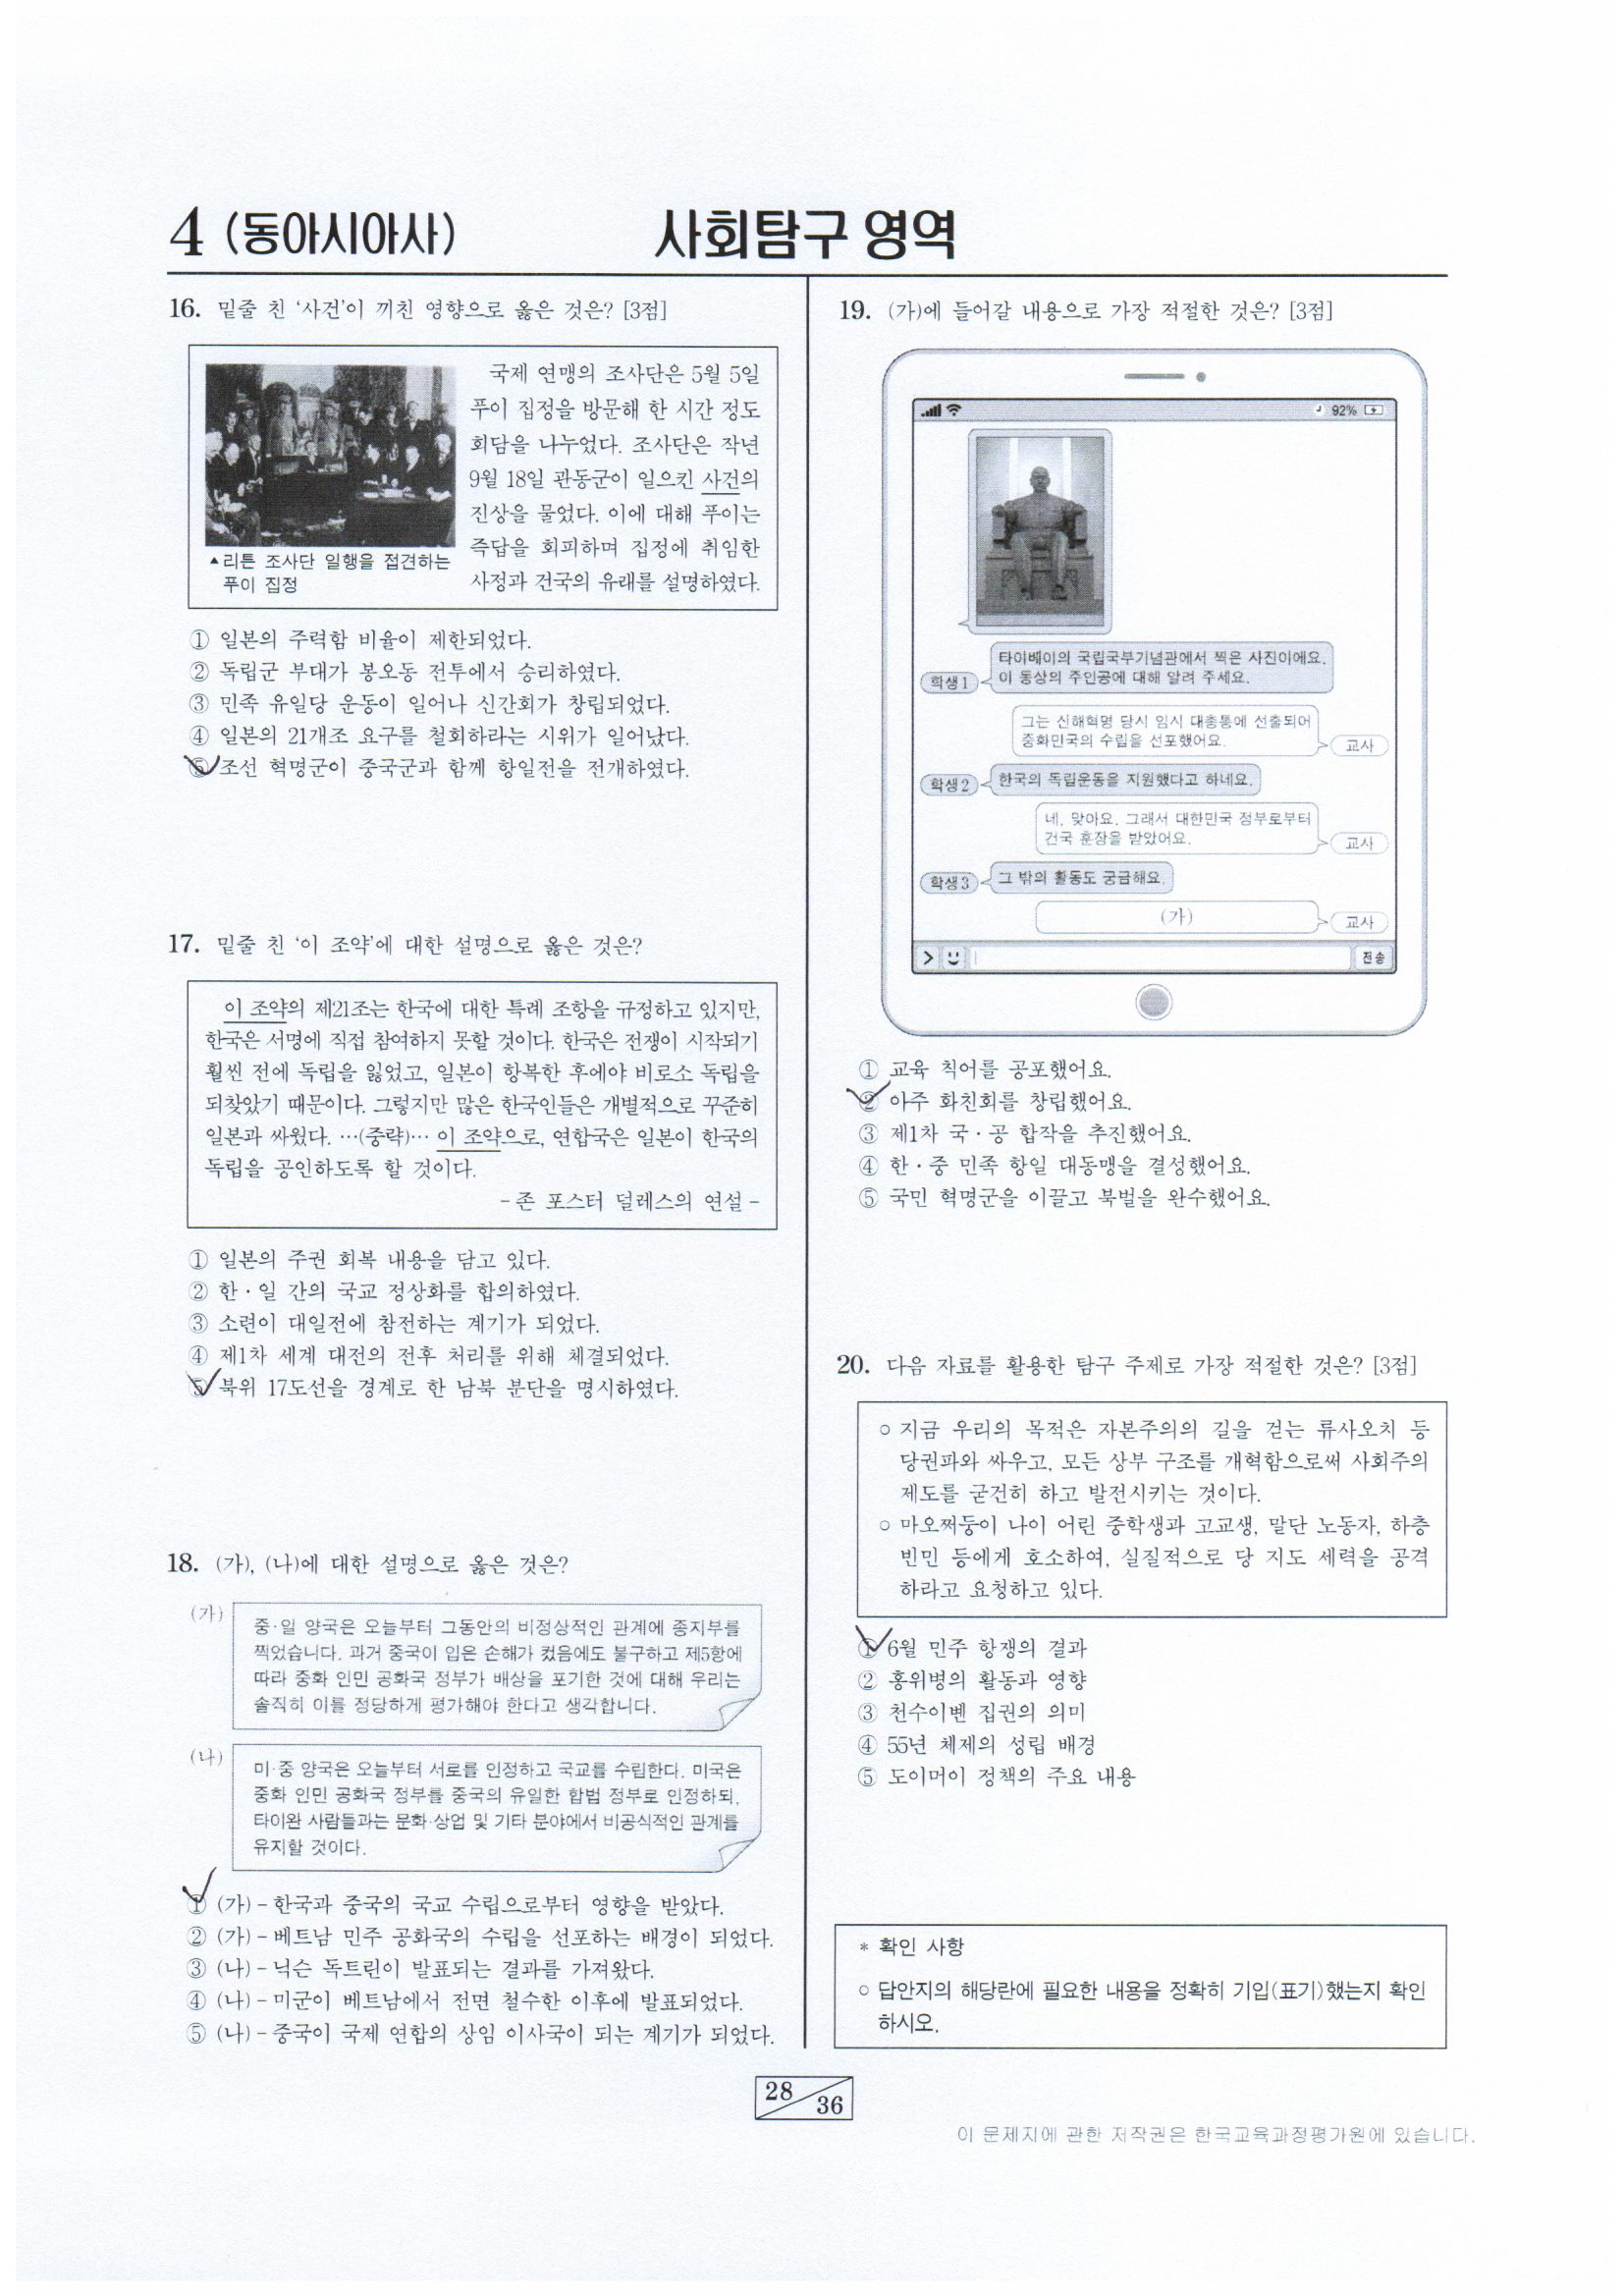 4 (동아시아사)
사회탐구 영역
16. 밑줄 친 ‘사건’이 끼친 영향으로 옳은 것은? [3점]
국제 연맹의 조사단은 5월 5일
푸이 집정을 방문해 한 시간 정도
회담을 나누었다. 조사단은 작년
9월 18일 관동군이 일으킨 사건의
진상을 물었다. 이에 대해 푸이는
즉답을 회피하며 집정에 취임한
사정과 건국의 유래를 설명하였다.
▲리튼 조사단 일행을 접견하는
푸이 집정
① 일본의 주력함 비율이 제한되었다.
② 독립군 부대가 봉오동 전투에서 승리하였다.
③ 민족 유일당 운동이 일어나 신간회가 창립되었다.
④ 일본의 21개조 요구를 철회하라는 시위가 일어났다.
⑤ 조선 혁명군이 중국군과 함께 항일전을 전개하였다.
17. 밑줄 친 ‘이 조약’에 대한 설명으로 옳은 것은?
이 조약의 제21조는 한국에 대한 특례 조항을 규정하고 있지만,
한국은 서명에 직접 참여하지 못할 것이다. 한국은 전쟁이 시작되기
훨씬 전에 독립을 잃었고, 일본이 항복한 후에야 비로소 독립을
되찾았기 때문이다. 그렇지만 많은 한국인들은 개별적으로 꾸준히
일본과 싸웠다. …(중략)… 이 조약으로, 연합국은 일본이 한국의
독립을 공인하도록 할 것이다.
- 존 포스터 덜레스의 연설 -
① 일본의 주권 회복 내용을 담고 있다.
② 한·일 간의 국교 정상화를 합의하였다.
③ 소련이 대일전에 참전하는 계기가 되었다.
④ 제1차 세계 대전의 전후 처리를 위해 체결되었다.
⑤ 북위 17도선을 경계로 한 남북 분단을 명시하였다.
18. (가), (나)에 대한 설명으로 옳은 것은?
(가)
중·일 양국은 오늘부터 그동안의 비정상적인 관계에 종지부를
찍었습니다. 과거 중국이 입은 손해가 컸음에도 불구하고 제5항에
따라 중화 인민 공화국 정부가 배상을 포기한 것에 대해 우리는
솔직히 이를 정당하게 평가해야 한다고 생각합니다.
(나)
미·중 양국은 오늘부터 서로를 인정하고 국교를 수립한다. 미국은
중화 인민 공화국 정부를 중국의 유일한 합법 정부로 인정하되,
타이완 사람들과는 문화·상업 및 기타 분야에서 비공식적인 관계를
유지할 것이다.
① (가) - 한국과 중국의 국교 수립으로부터 영향을 받았다.
② (가) - 베트남 민주 공화국의 수립을 선포하는 배경이 되었다.
③ (나) - 닉슨 독트린이 발표되는 결과를 가져왔다.
④ (나) - 미군이 베트남에서 전면 철수한 이후에 발표되었다.
⑤ (나) - 중국이 국제 연합의 상임 이사국이 되는 계기가 되었다.
19. (가)에 들어갈 내용으로 가장 적절한 것은? [3점]
92%
타이베이의 국립국부기념관에서 찍은 사진이에요.
이 동상의 주인공에 대해 알려 주세요.
학생1
그는 신해혁명 당시 임시 대총통에 선출되어
중화민국의 수립을 선포했어요.
교사
학생2 한국의 독립운동을 지원했다고 하네요.
네, 맞아요. 그래서 대한민국 정부로부터
건국 훈장을 받았어요.
교사
학생3 그 밖의 활동도 궁금해요.
(가) 교사
전송
① 교육 칙어를 공포했어요.
② 아주 화친회를 창립했어요.
③ 제1차 국·공 합작을 추진했어요.
④ 한·중 민족 항일 대동맹을 결성했어요.
⑤ 국민 혁명군을 이끌고 북벌을 완수했어요.
20. 다음 자료를 활용한 탐구 주제로 가장 적절한 것은? [3점]
○ 지금 우리의 목적은 자본주의의 길을 걷는 류사오치 등
당권파와 싸우고, 모든 상부 구조를 개혁함으로써 사회주의
제도를 굳건히 하고 발전시키는 것이다.
○ 마오쩌둥이 나이 어린 중학생과 고교생, 말단 노동자, 하층
빈민 등에게 호소하여, 실질적으로 당 지도 세력을 공격
하라고 요청하고 있다.
① 6월 민주 항쟁의 결과
② 홍위병의 활동과 영향
③ 천수이볜 집권의 의미
④ 55년 체제의 성립 배경
⑤ 도이머이 정책의 주요 내용
* 확인 사항
○ 답안지의 해당란에 필요한 내용을 정확히 기입(표기)했는지 확인
하시오.
28
36
이 문제지에 관한 저작권은 한국교육과정평가원에 있습니다.